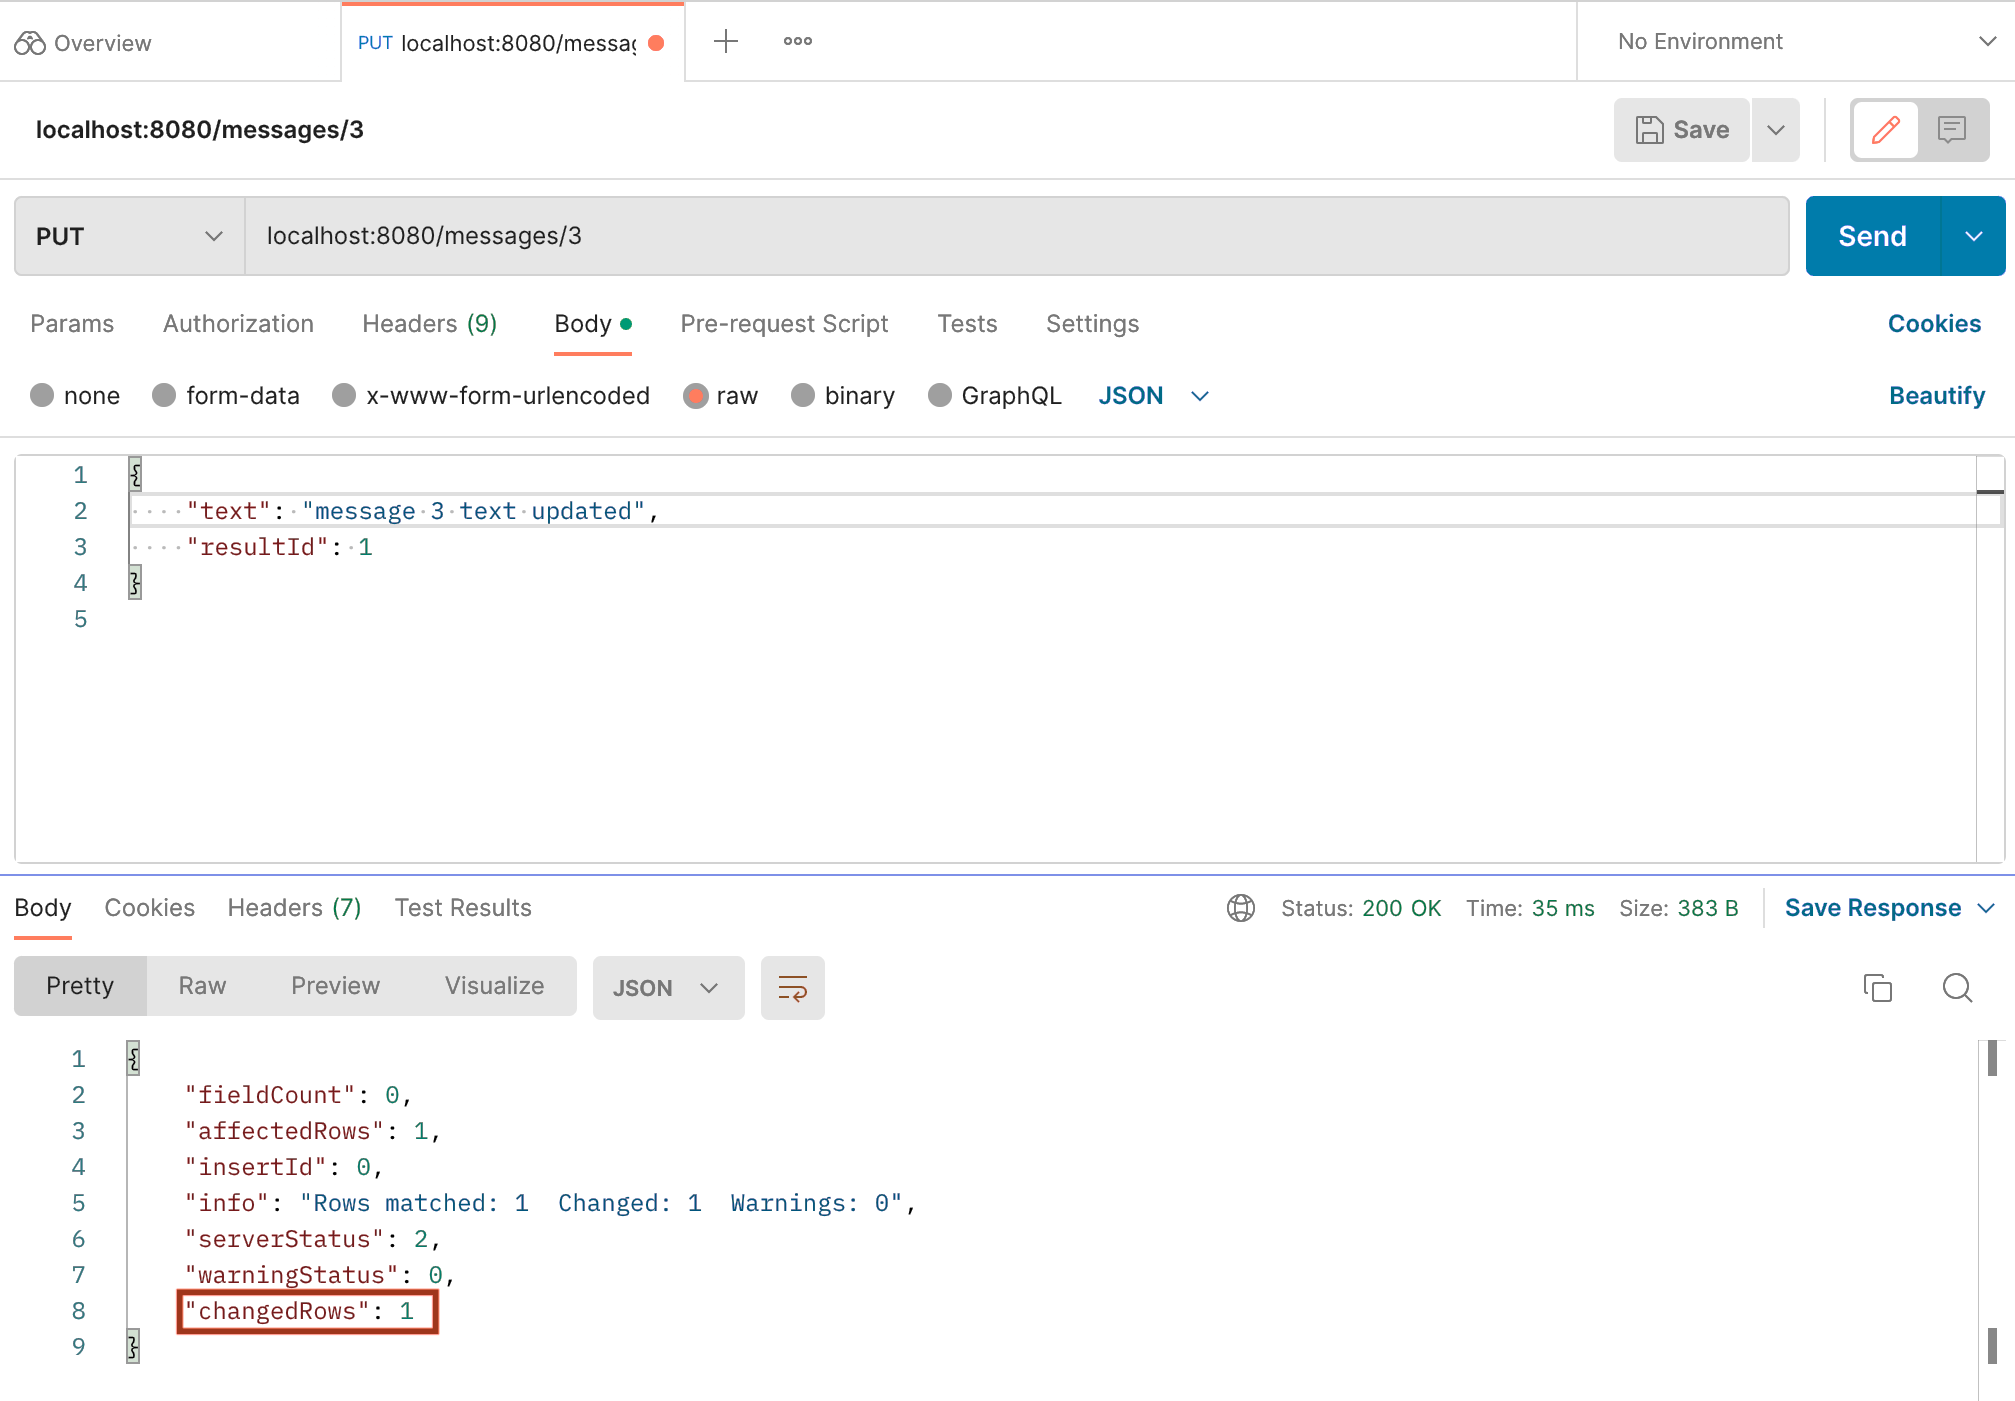 Overview
PUT localhost:8080/messag
No Environment
localhost:8080/messages/3
Save
PUT localhost:8080/messages/3 Send
Params Authorization Headers (9) Body Pre-request Script Tests Settings Cookies
none form-data x-www-form-urlencoded raw binary GraphQL JSON Beautify
1 {
2 "text": "message 3 text updated",
3 "resultId": 1
4 }
5
Body Cookies Headers (7) Test Results Status: 200 OK Time: 35 ms Size: 383 B Save Response
Pretty Raw Preview Visualize JSON
1 {
2 "fieldCount": 0,
3 "affectedRows": 1,
4 "insertId": 0,
5 "info": "Rows matched: 1  Changed: 1  Warnings: 0",
6 "serverStatus": 2,
7 "warningStatus": 0,
8 "changedRows": 1
9 }